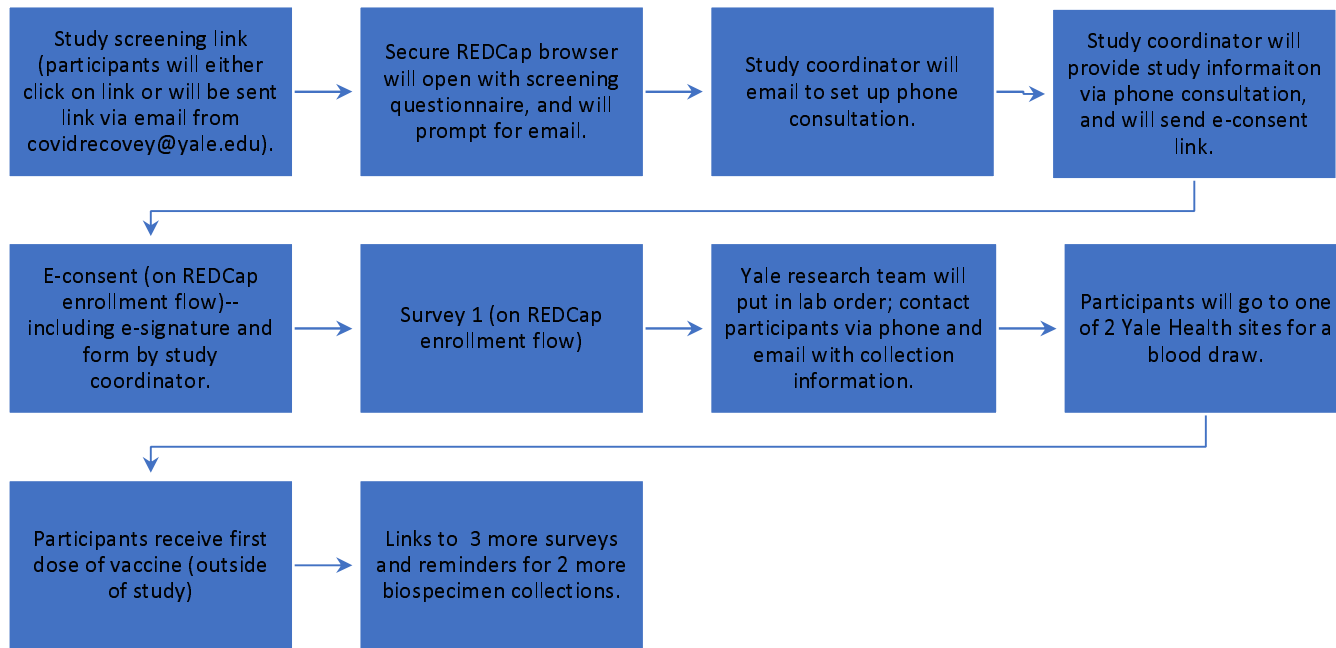 Study screening link
(participants will either
click on link or will be sent
link via email from
covidrecovey@yale.edu).
Secure REDCap browser
will open with screening
questionnaire, and will
prompt for email.
Study coordinator will
email to set up phone
consultation.
Study coordinator will
provide study informaiton
via phone consultation,
and will send e-consent
link.
E-consent (on REDCap
enrollment flow)--
including e-signature and
form by study
coordinator.
Survey 1 (on REDCap
enrollment flow)
Yale research team will
put in lab order; contact
participants via phone and
email with collection
information.
Participants will go to one
of 2 Yale Health sites for a
blood draw.
Participants receive first
dose of vaccine (outside
of study)
Links to  3 more surveys
and reminders for 2 more
biospecimen collections.